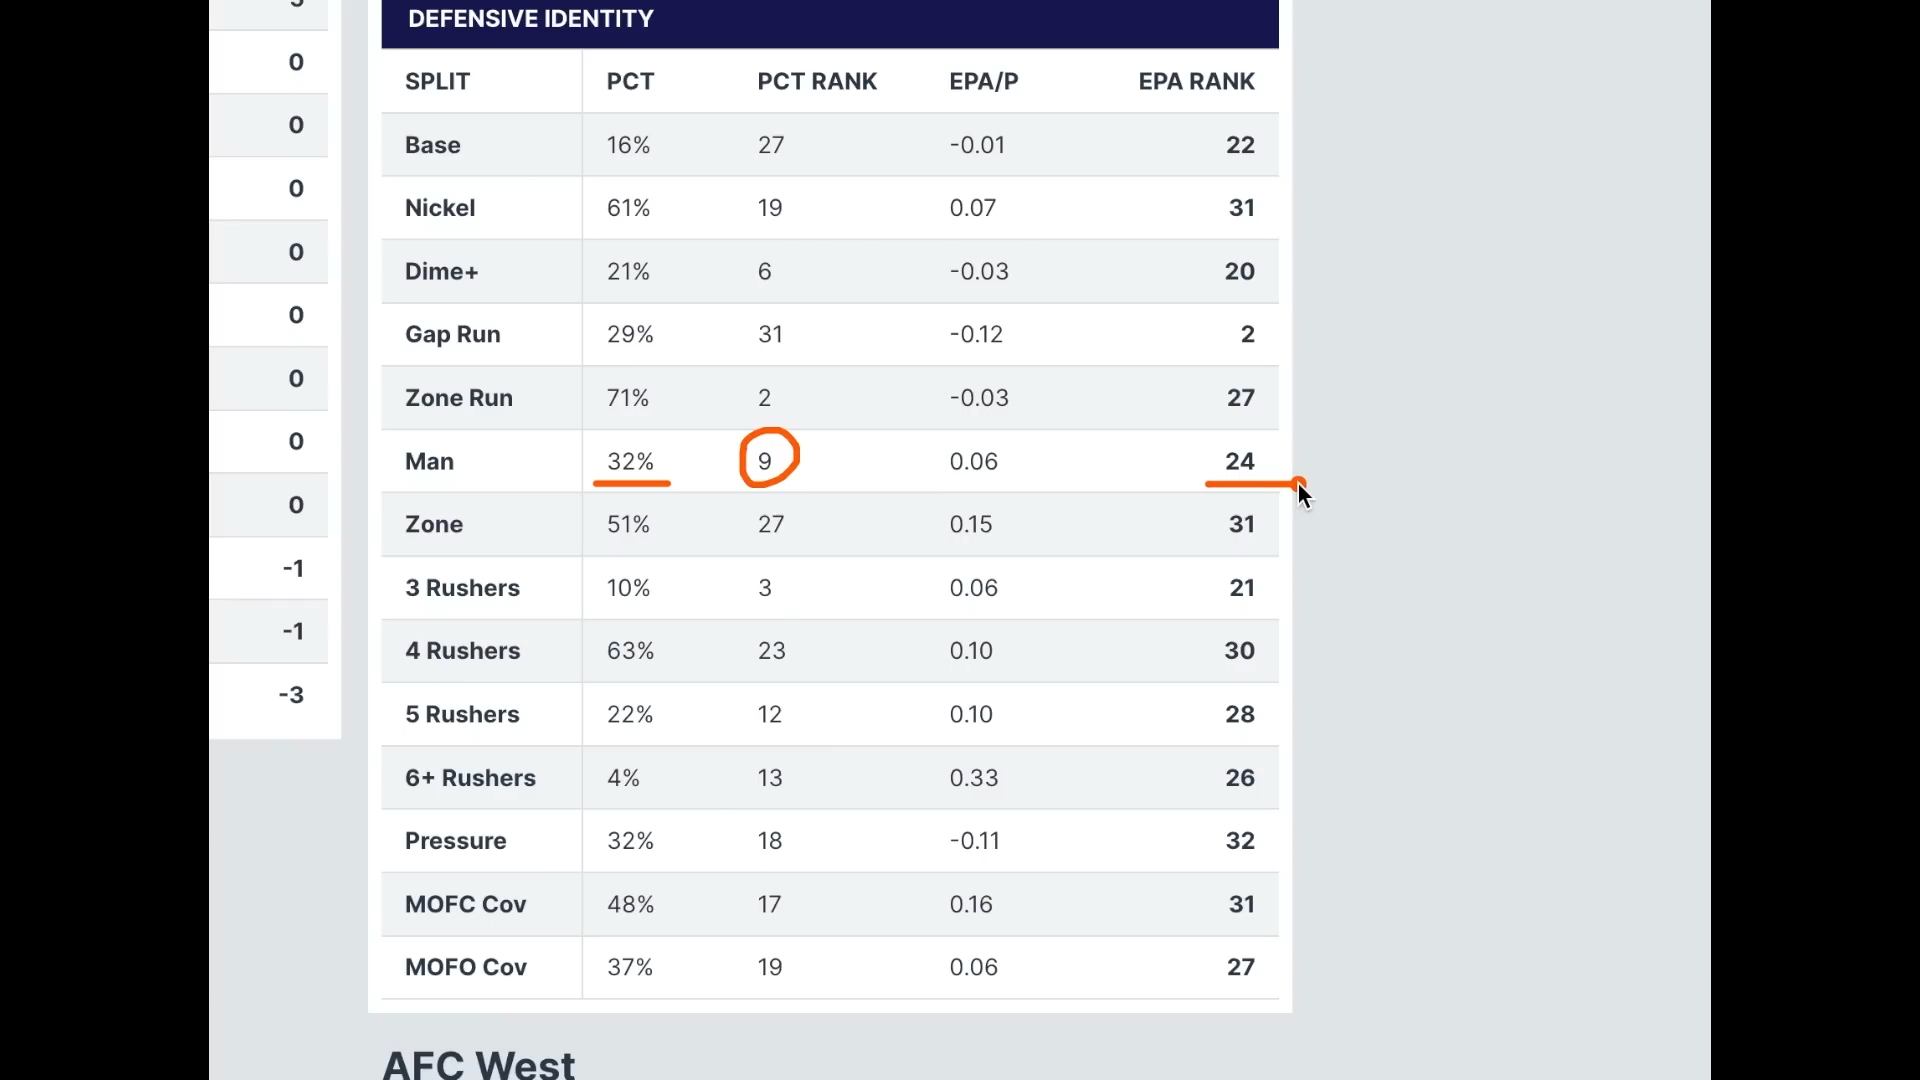 DEFENSIVE IDENTITY
SPLIT PCT PCT RANK EPA/P EPA RANK
Base 16% 27 -0.01 22
Nickel 61% 19 0.07 31
Dime+ 21% 6 -0.03 20
Gap Run 29% 31 -0.12 2
Zone Run 71% 2 -0.03 27
Man 32% 9 0.06 24
Zone 51% 27 0.15 31
3 Rushers 10% 3 0.06 21
4 Rushers 63% 23 0.10 30
5 Rushers 22% 12 0.10 28
6+ Rushers 4% 13 0.33 26
Pressure 32% 18 -0.11 32
MOFC Cov 48% 17 0.16 31
MOFO Cov 37% 19 0.06 27
0
0
0
0
0
0
0
0
-1
-1
-3
AFC West